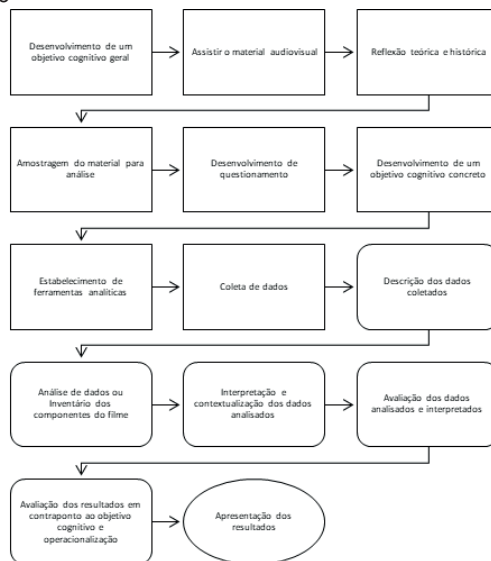 Desenvolvimento de um
objetivo cognitivo geral
Assistir o material audiovisual
Reflexão teórica e histórica
Amostragem do material para
análise
Desenvolvimento de
questionamento
Desenvolvimento de um
objetivo cognitivo concreto
Estabelecimento de
ferramentas analíticas
Coleta de dados
Descrição dos dados
coletados
Análise de dados ou
Inventário dos
componentes do filme
Interpretação e
contextualização dos dados
analisados
Avaliação dos dados
analisados e interpretados
Avaliação dos resultados em
contraponto ao objetivo
cognitivo e
operacionalização
Apresentação dos
resultados